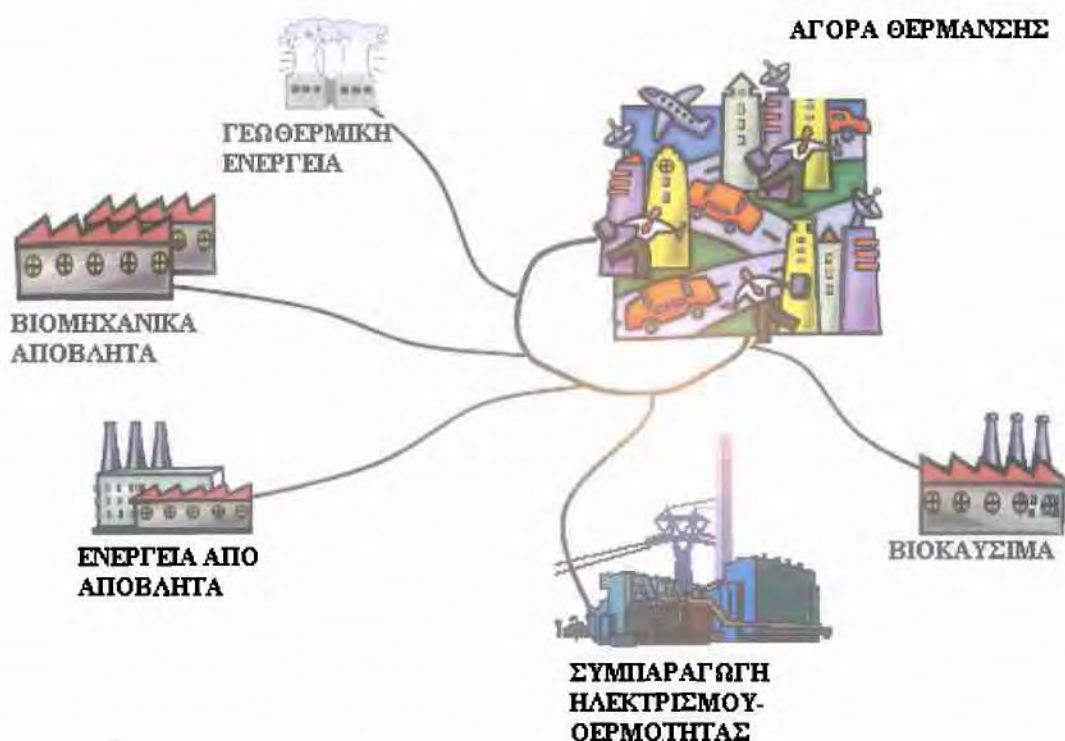 ΑΓΟΡΑ ΘΕΡΜΑΝΣΗΣ
ΓΕΩΘΕΡΜΙΚΗ
ΕΝΕΡΓΕΙΑ
ΒΙΟΜΗΧΑΝΙΚΑ
ΑΠΟΒΛΗΤΑ
ΕΝΕΡΓΕΙΑ ΑΠΟ
ΑΠΟΒΛΗΤΑ
ΒΙΟΚΑΥΣΙΜΑ
ΣΥΜΠΑΡΑΓΩΓΗ
ΗΛΕΚΤΡΙΣΜΟΥ-
ΘΕΡΜΟΤΗΤΑΣ